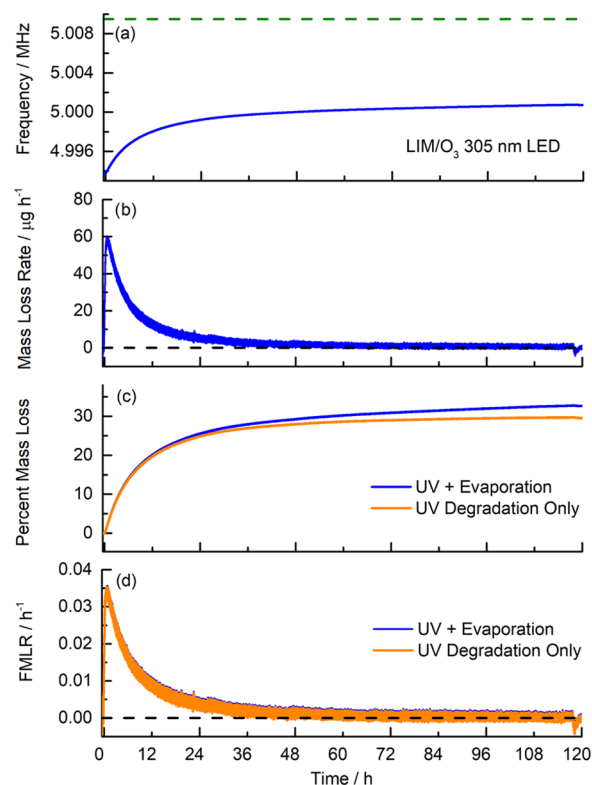 (a)
Frequency / MHz
5.008
5.004
5.000
4.996
LIM/O₃ 305 nm LED
(b)
Mass Loss Rate / μg h⁻¹
80
60
40
20
0
(c)
Percent Mass Loss
30
20
10
0
UV + Evaporation
UV Degradation Only
(d)
FMLR / h⁻¹
0.04
0.03
0.02
0.01
0.00
UV + Evaporation
UV Degradation Only
0 12 24 36 48 60 72 84 96 108 120
Time / h